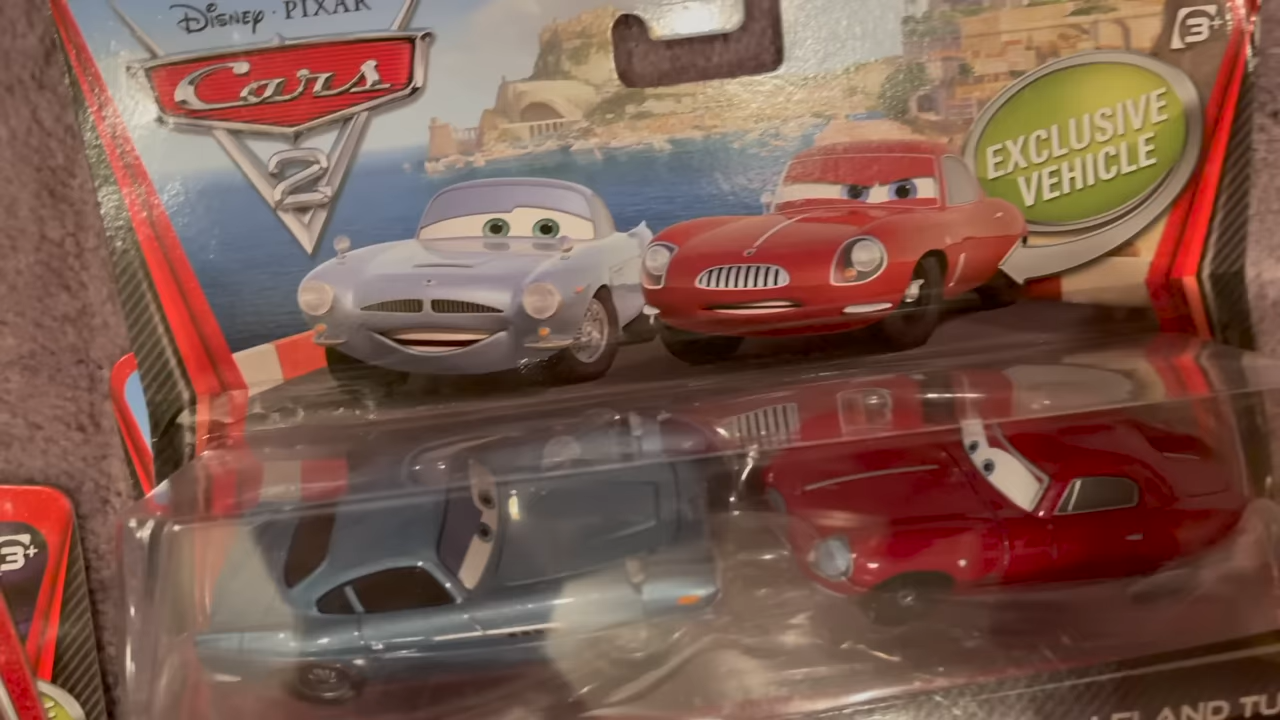 Disney · PIXAR
Cars
2
3+
EXCLUSIVE
VEHICLE
3+